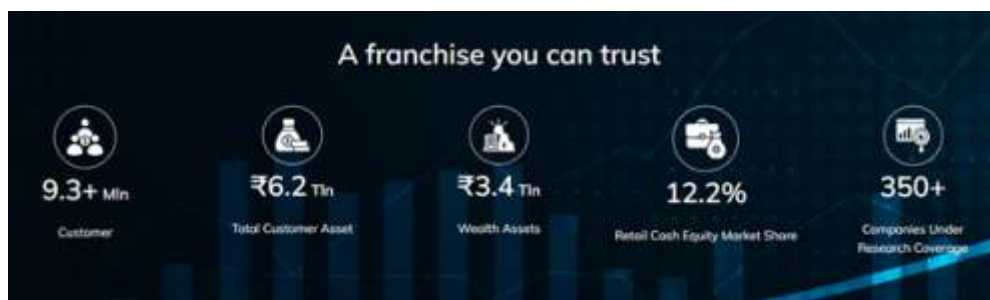 A franchise you can trust
9.3+ Mln
Customer
₹6.2 Tln
Total Customer Asset
₹3.4 Tln
Wealth Assets
12.2%
Retail Cash Equity Market Share
350+
Companies Under
Research Coverage